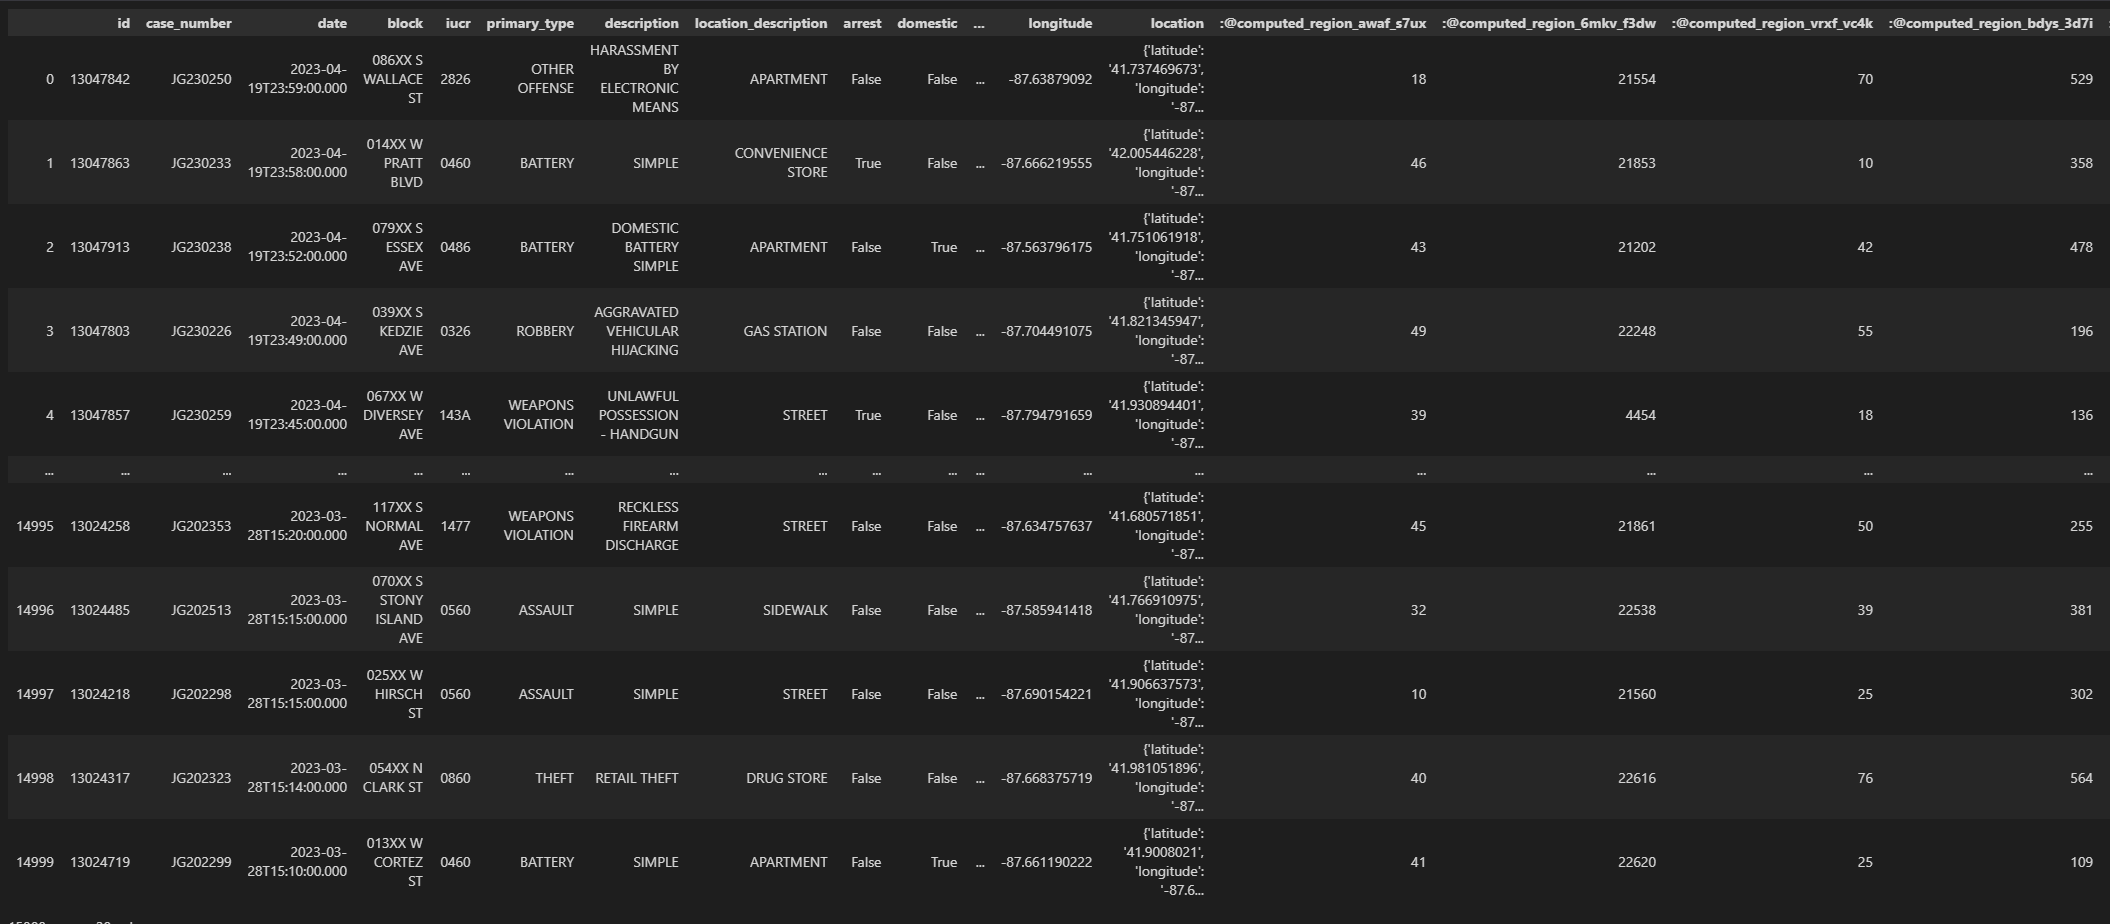 id case_number date block iucr primary_type description location_description arrest domestic ... longitude location :@computed_region_awaf_s7ux :@computed_region_6mkv_f3dw :@computed_region_vrxf_vc4k :@computed_region_bdys_3d7i
0 13047842 JG230250 2023-04-19T23:59:00.000 086XX S WALLACE ST 2826 OTHER OFFENSE HARASSMENT BY ELECTRONIC MEANS APARTMENT False False ... -87.63879092 {'latitude': '41.737469673', 'longitude': '-87... 18 21554 70 529
1 13047863 JG230233 2023-04-19T23:58:00.000 014XX W PRATT BLVD 0460 BATTERY SIMPLE CONVENIENCE STORE True False ... -87.666219555 {'latitude': '42.005446228', 'longitude': '-87... 46 21853 10 358
2 13047913 JG230238 2023-04-19T23:52:00.000 079XX S ESSEX AVE 0486 BATTERY DOMESTIC BATTERY SIMPLE APARTMENT False True ... -87.563796175 {'latitude': '41.751061918', 'longitude': '-87... 43 21202 42 478
3 13047803 JG230226 2023-04-19T23:49:00.000 039XX S KEDZIE AVE 0326 ROBBERY AGGRAVATED VEHICULAR HIJACKING GAS STATION False False ... -87.704491075 {'latitude': '41.821345947', 'longitude': '-87... 49 22248 55 196
4 13047857 JG230259 2023-04-19T23:45:00.000 067XX W DIVERSEY AVE 143A WEAPONS VIOLATION UNLAWFUL POSSESSION - HANDGUN STREET True False ... -87.794791659 {'latitude': '41.930894401', 'longitude': '-87... 39 4454 18 136
... ... ... ... ... ... ... ... ... ... ... ... ... ... ... ... ... ...
14995 13024258 JG202353 2023-03-28T15:20:00.000 117XX S NORMAL AVE 1477 WEAPONS VIOLATION RECKLESS FIREARM DISCHARGE STREET False False ... -87.634757637 {'latitude': '41.680571851', 'longitude': '-87... 45 21861 50 255
14996 13024485 JG202513 2023-03-28T15:15:00.000 070XX S STONY ISLAND AVE 0560 ASSAULT SIMPLE SIDEWALK False False ... -87.585941418 {'latitude': '41.766910975', 'longitude': '-87... 32 22538 39 381
14997 13024218 JG202298 2023-03-28T15:15:00.000 025XX W HIRSCH ST 0560 ASSAULT SIMPLE STREET False False ... -87.690154221 {'latitude': '41.906637573', 'longitude': '-87... 10 21560 25 302
14998 13024317 JG202323 2023-03-28T15:14:00.000 054XX N CLARK ST 0860 THEFT RETAIL THEFT DRUG STORE False False ... -87.668375719 {'latitude': '41.981051896', 'longitude': '-87... 40 22616 76 564
14999 13024719 JG202299 2023-03-28T15:10:00.000 013XX W CORTEZ ST 0460 BATTERY SIMPLE APARTMENT False True ... -87.661190222 {'latitude': '41.9008021', 'longitude': '-87.6... 41 22620 25 109